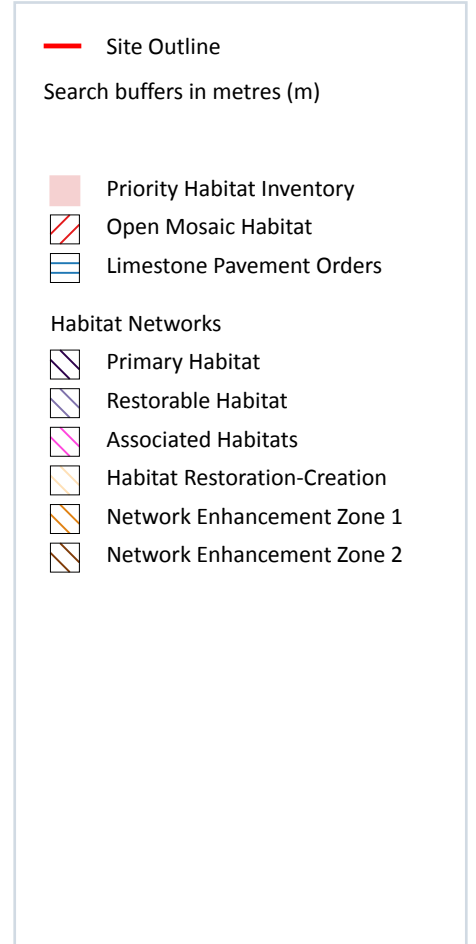 Site Outline
Search buffers in metres (m)
Priority Habitat Inventory
Open Mosaic Habitat
Limestone Pavement Orders
Habitat Networks
Primary Habitat
Restorable Habitat
Associated Habitats
Habitat Restoration-Creation
Network Enhancement Zone 1
Network Enhancement Zone 2